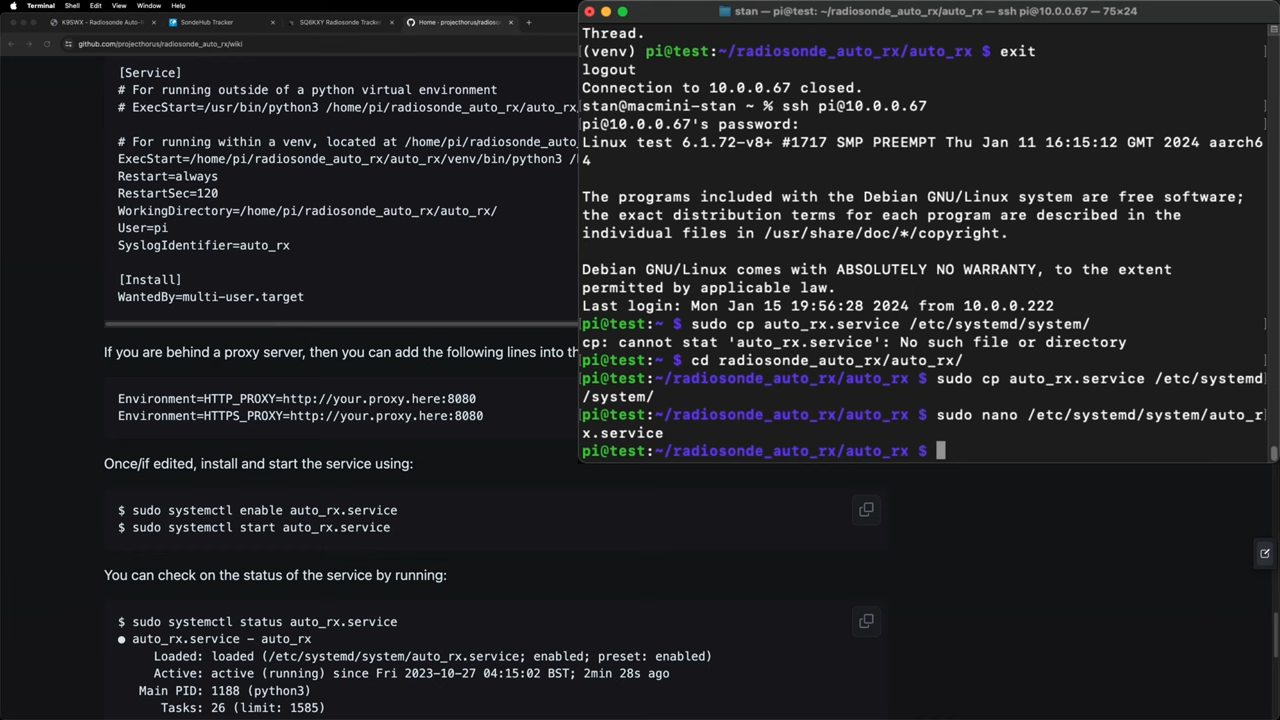 Terminal Shell Edit View Window Help
K9SWX - Radiosonde Auto-R
SondeHub Tracker
SQ6KXY Radiosonde Tracker
Home · projecthorus/radioso
github.com/projecthorus/radiosonde_auto_rx/wiki
[Service]
# For running outside of a python virtual environment
# ExecStart=/usr/bin/python3 /home/pi/radiosonde_auto_rx/auto_rx
# For running within a venv, located at /home/pi/radiosonde_auto_r
ExecStart=/home/pi/radiosonde_auto_rx/auto_rx/venv/bin/python3 /
Restart=always
RestartSec=120
WorkingDirectory=/home/pi/radiosonde_auto_rx/auto_rx/
User=pi
SyslogIdentifier=auto_rx
[Install]
WantedBy=multi-user.target
If you are behind a proxy server, then you can add the following lines into th
Environment=HTTP_PROXY=http://your.proxy.here:8080
Environment=HTTPS_PROXY=http://your.proxy.here:8080
Once/if edited, install and start the service using:
$ sudo systemctl enable auto_rx.service
$ sudo systemctl start auto_rx.service
You can check on the status of the service by running:
$ sudo systemctl status auto_rx.service
● auto_rx.service - auto_rx
Loaded: loaded (/etc/systemd/system/auto_rx.service; enabled; preset: enabled)
Active: active (running) since Fri 2023-10-27 04:15:02 BST; 2min 28s ago
Main PID: 1188 (python3)
Tasks: 26 (limit: 1585)
stan — pi@test: ~/radiosonde_auto_rx/auto_rx — ssh pi@10.0.0.67 — 75×24
Thread.
(venv) pi@test:~/radiosonde_auto_rx/auto_rx $ exit
logout
Connection to 10.0.0.67 closed.
stan@macmini-stan ~ % ssh pi@10.0.0.67
pi@10.0.0.67's password:
Linux test 6.1.72-v8+ #1717 SMP PREEMPT Thu Jan 11 16:15:12 GMT 2024 aarch6
4
The programs included with the Debian GNU/Linux system are free software;
the exact distribution terms for each program are described in the
individual files in /usr/share/doc/*/copyright.
Debian GNU/Linux comes with ABSOLUTELY NO WARRANTY, to the extent
permitted by applicable law.
Last login: Mon Jan 15 19:56:28 2024 from 10.0.0.222
pi@test:~ $ sudo cp auto_rx.service /etc/systemd/system/
cp: cannot stat 'auto_rx.service': No such file or directory
pi@test:~ $ cd radiosonde_auto_rx/auto_rx/
pi@test:~/radiosonde_auto_rx/auto_rx $ sudo cp auto_rx.service /etc/systemd
/system/
pi@test:~/radiosonde_auto_rx/auto_rx $ sudo nano /etc/systemd/system/auto_r
x.service
pi@test:~/radiosonde_auto_rx/auto_rx $